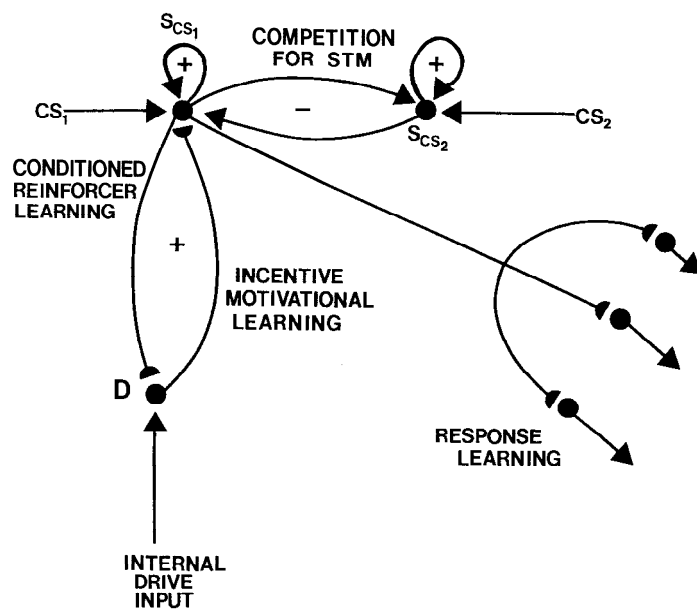 S_CS₁
COMPETITION
FOR STM
+
+
CS₁
−
S_CS₂
CS₂
CONDITIONED
REINFORCER
LEARNING
+
INCENTIVE
MOTIVATIONAL
LEARNING
D
RESPONSE
LEARNING
INTERNAL
DRIVE
INPUT